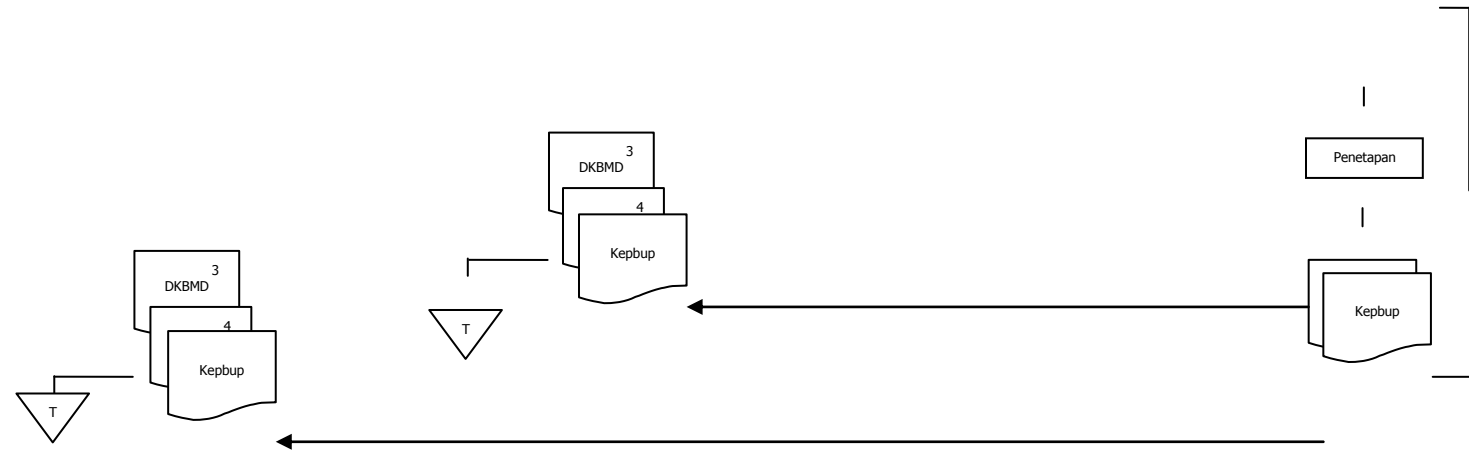 3
DKBMD
4
Kepbup
T
Penetapan
Kepbup
3
DKBMD
4
Kepbup
T